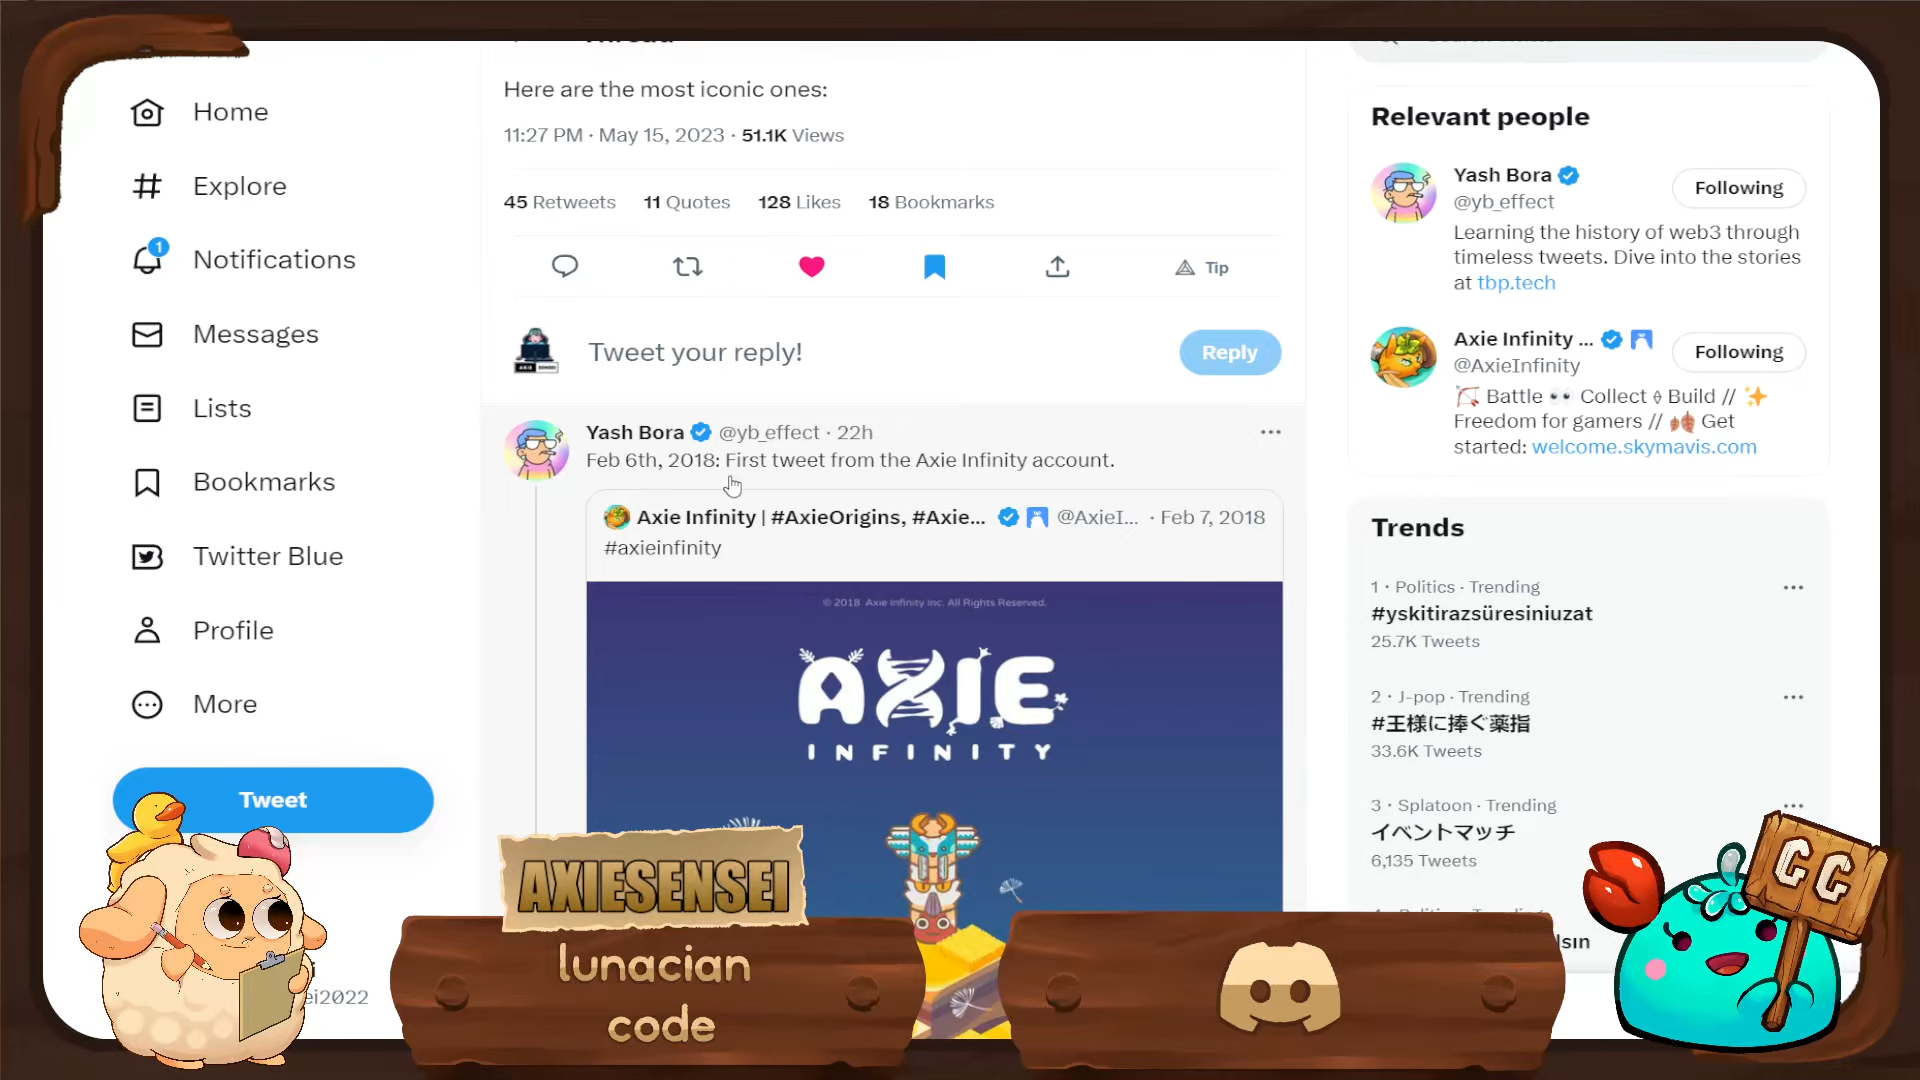 Home
Explore
1
Notifications
Messages
Lists
Bookmarks
Twitter Blue
Profile
More
Tweet
Here are the most iconic ones:
11:27 PM · May 15, 2023 · 51.1K Views
45 Retweets 11 Quotes 128 Likes 18 Bookmarks
Tip
Tweet your reply!
Reply
Yash Bora @yb_effect · 22h
Feb 6th, 2018: First tweet from the Axie Infinity account.
Axie Infinity | #AxieOrigins, #Axie... @AxieI... · Feb 7, 2018
#axieinfinity
© 2018 Axie Infinity Inc. All Rights Reserved.
AXIE
INFINITY
Relevant people
Yash Bora
@yb_effect
Following
Learning the history of web3 through
timeless tweets. Dive into the stories
at tbp.tech
Axie Infinity ...
@AxieInfinity
Following
Battle 👀 Collect ⬨ Build // ✨
Freedom for gamers // Get
started: welcome.skymavis.com
Trends
1 · Politics · Trending
#yskitirazsüresiniuzat
25.7K Tweets
2 · J-pop · Trending
#王様に捧ぐ薬指
33.6K Tweets
3 · Splatoon · Trending
イベントマッチ
6,135 Tweets
AXIESENSEI
lunacian
code
CC